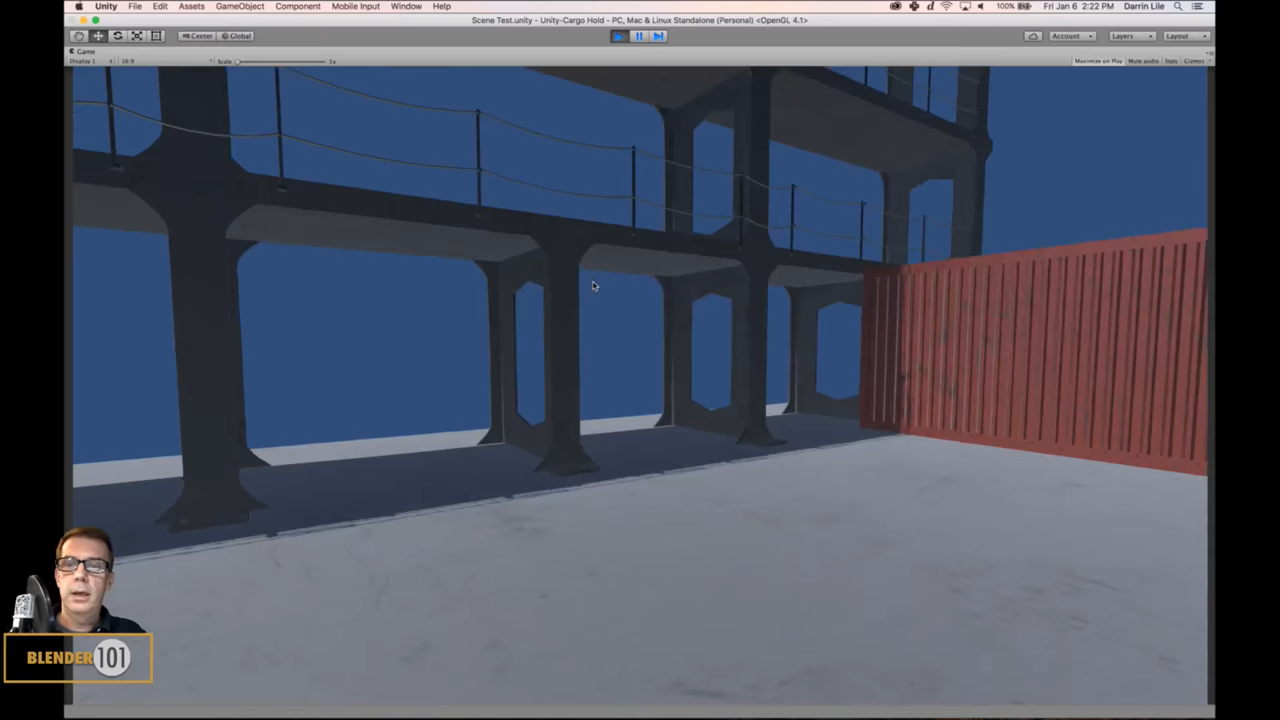 Unity File Edit Assets GameObject Component Mobile Input Window Help 100% Fri Jan 6 2:22 PM Darrin Lile
Scene Test.unity - Unity-Cargo Hold - PC, Mac & Linux Standalone (Personal) <OpenGL 4.1>
Center Global Account Layers Layout
Game
Display 1 16:9 Scale 1x Maximize on Play Mute audio Stats Gizmos
BLENDER 101